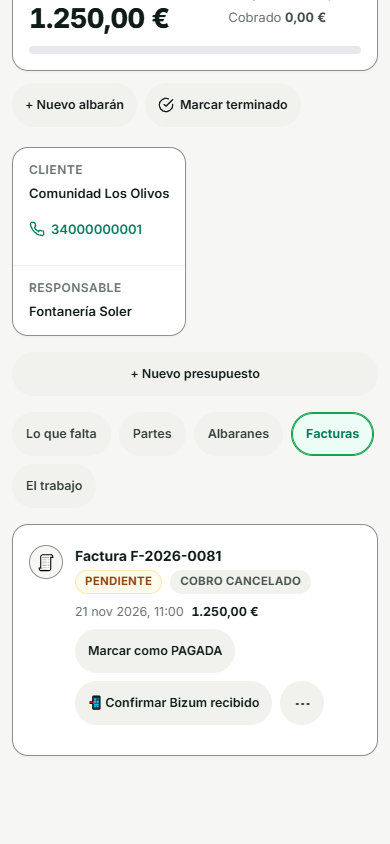 1.250,00 €
Cobrado 0,00 €
+ Nuevo albarán
Marcar terminado
CLIENTE
Comunidad Los Olivos
34000000001
RESPONSABLE
Fontanería Soler
+ Nuevo presupuesto
Lo que falta
Partes
Albaranes
Facturas
El trabajo
Factura F-2026-0081
PENDIENTE
COBRO CANCELADO
21 nov 2026, 11:00 1.250,00 €
Marcar como PAGADA
Confirmar Bizum recibido
...